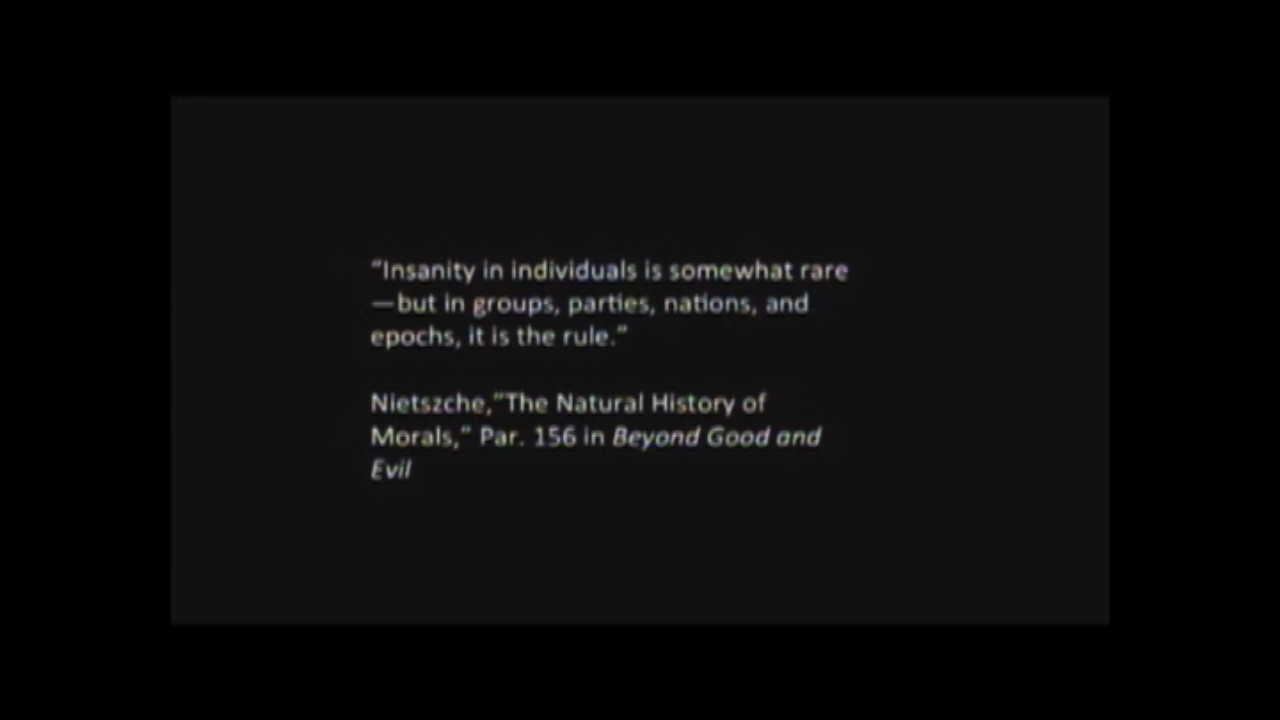 “Insanity in individuals is somewhat rare
—but in groups, parties, nations, and
epochs, it is the rule.”
Nietszche,”The Natural History of
Morals,” Par. 156 in Beyond Good and
Evil